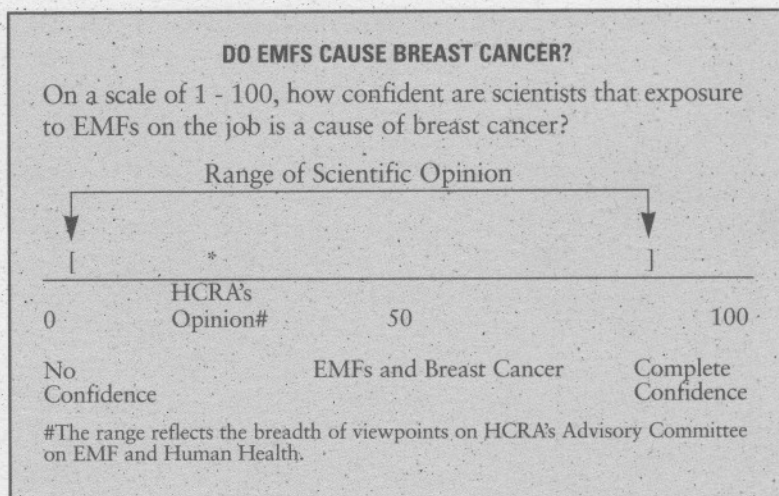 DO EMFS CAUSE BREAST CANCER?
On a scale of 1 - 100, how confident are scientists that exposure
to EMFs on the job is a cause of breast cancer?
Range of Scientific Opinion
[ * ]
HCRA's
Opinion#
0 50 100
No
Confidence
EMFs and Breast Cancer
Complete
Confidence
#The range reflects the breadth of viewpoints on HCRA's Advisory Committee
on EMF and Human Health.